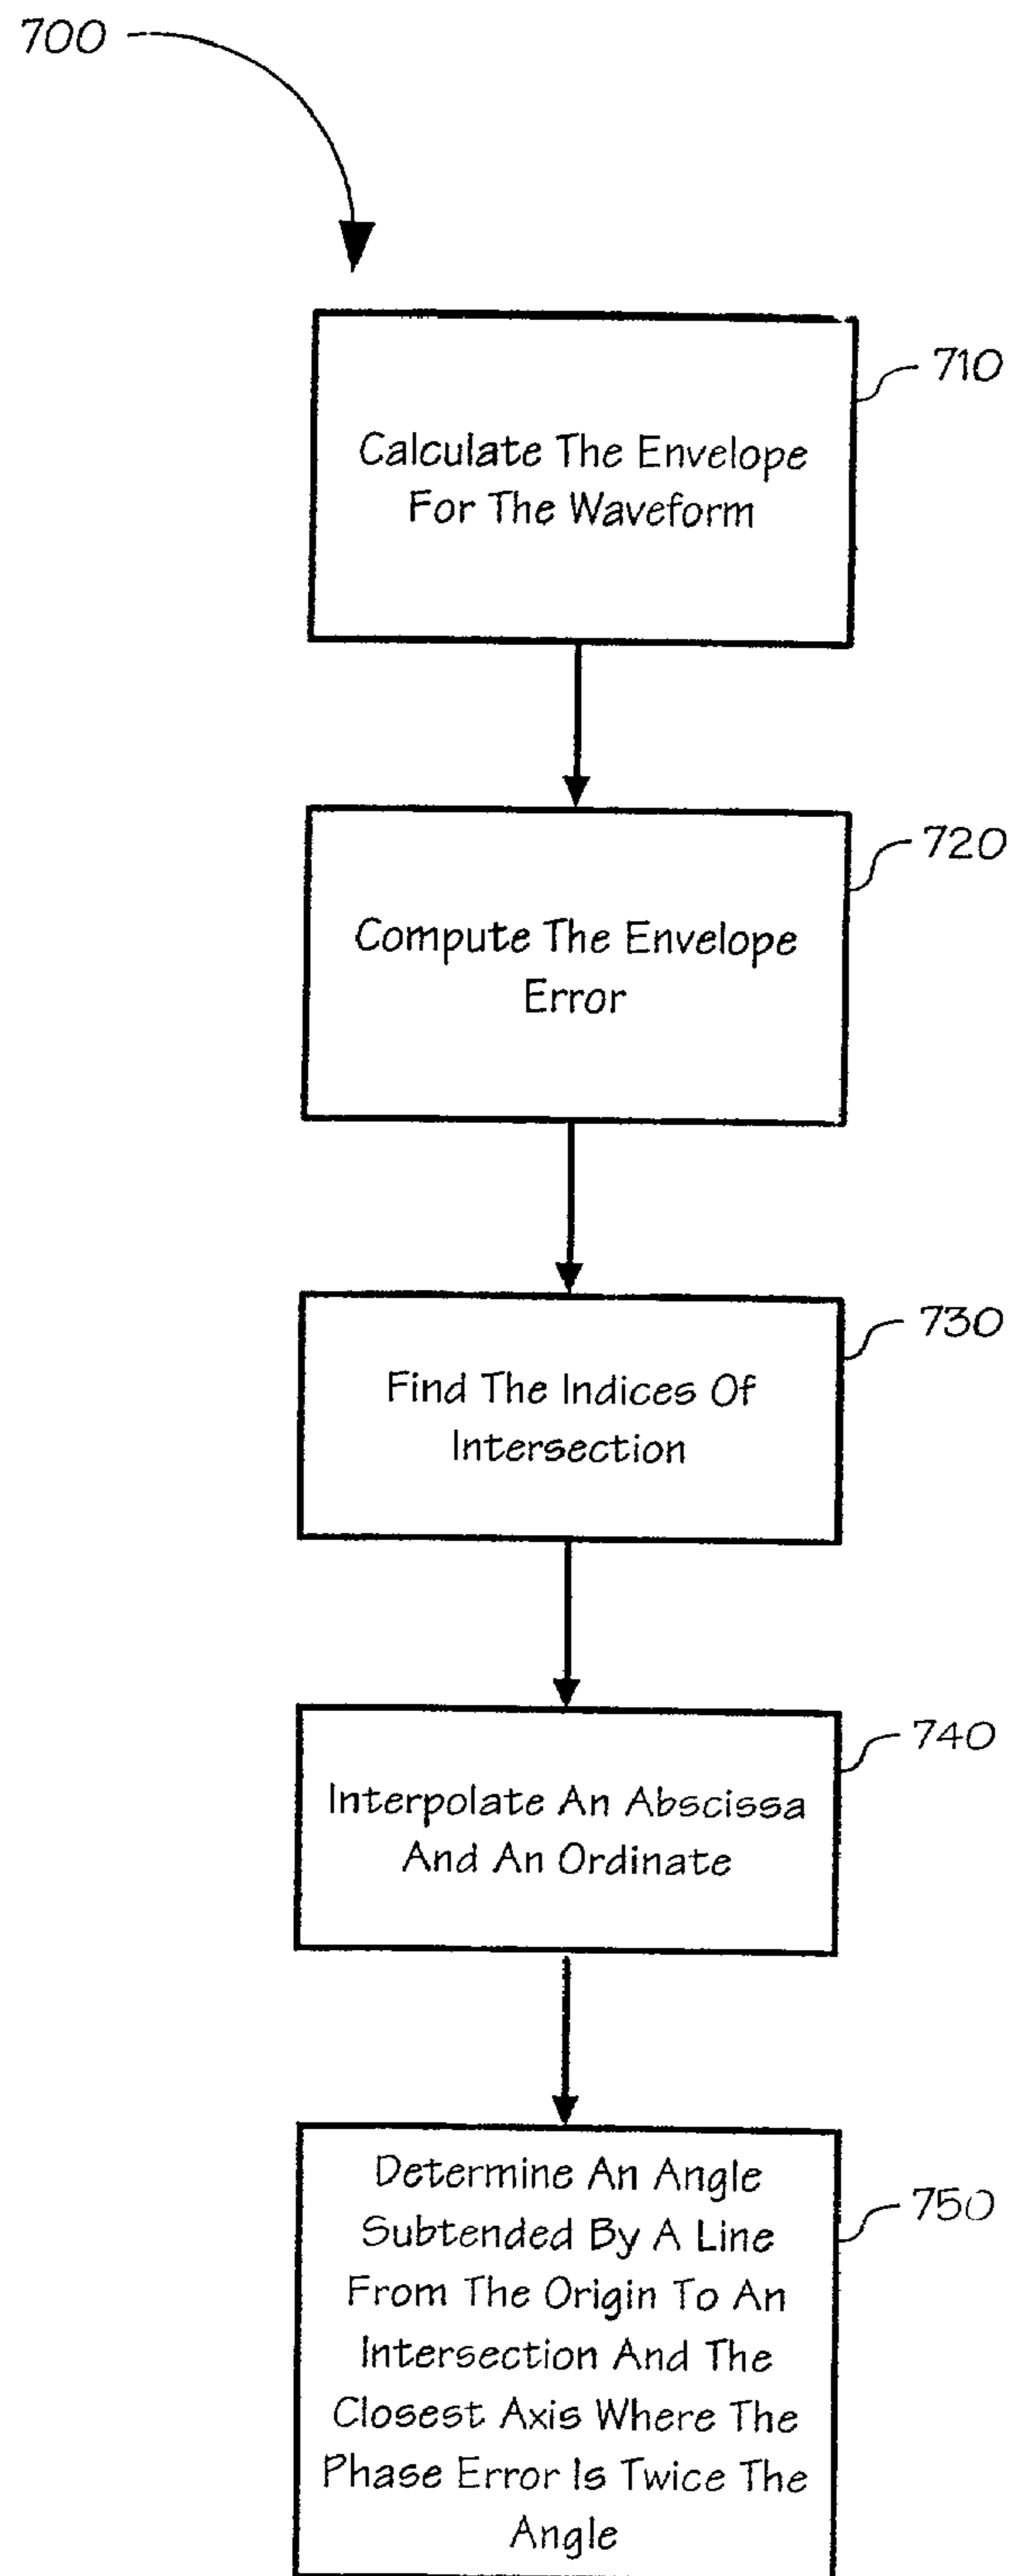 700
710
Calculate The Envelope
For The Waveform
720
Compute The Envelope
Error
730
Find The Indices Of
Intersection
740
Interpolate An Abscissa
And An Ordinate
750
Determine An Angle
Subtended By A Line
From The Origin To An
Intersection And The
Closest Axis Where The
Phase Error Is Twice The
Angle